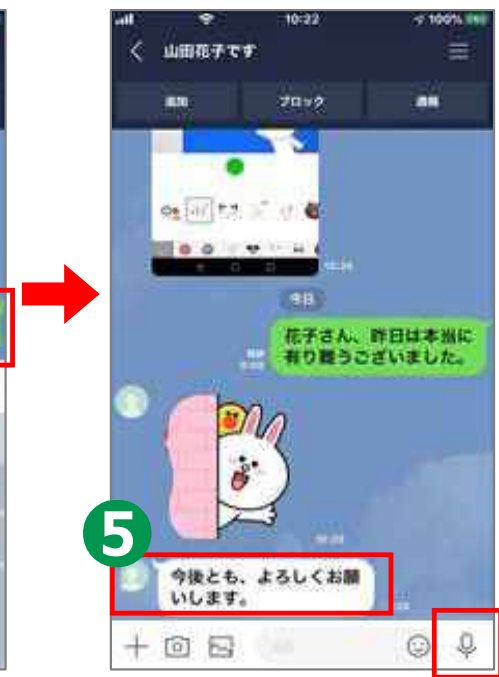 10:22
100%
山田花子です
追加
ブロック
通報
今日
花子さん、昨日は本当に
有り難うございました。
5
今後とも、よろしくお願
いします。